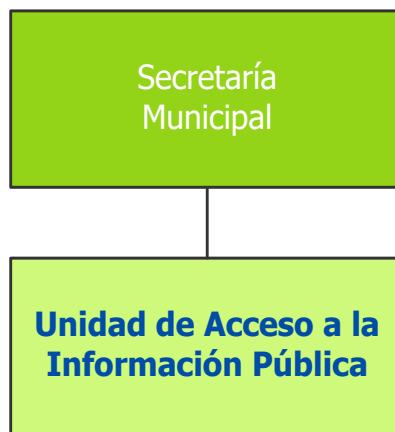 Secretaría
Municipal
Unidad de Acceso a la
Información Pública